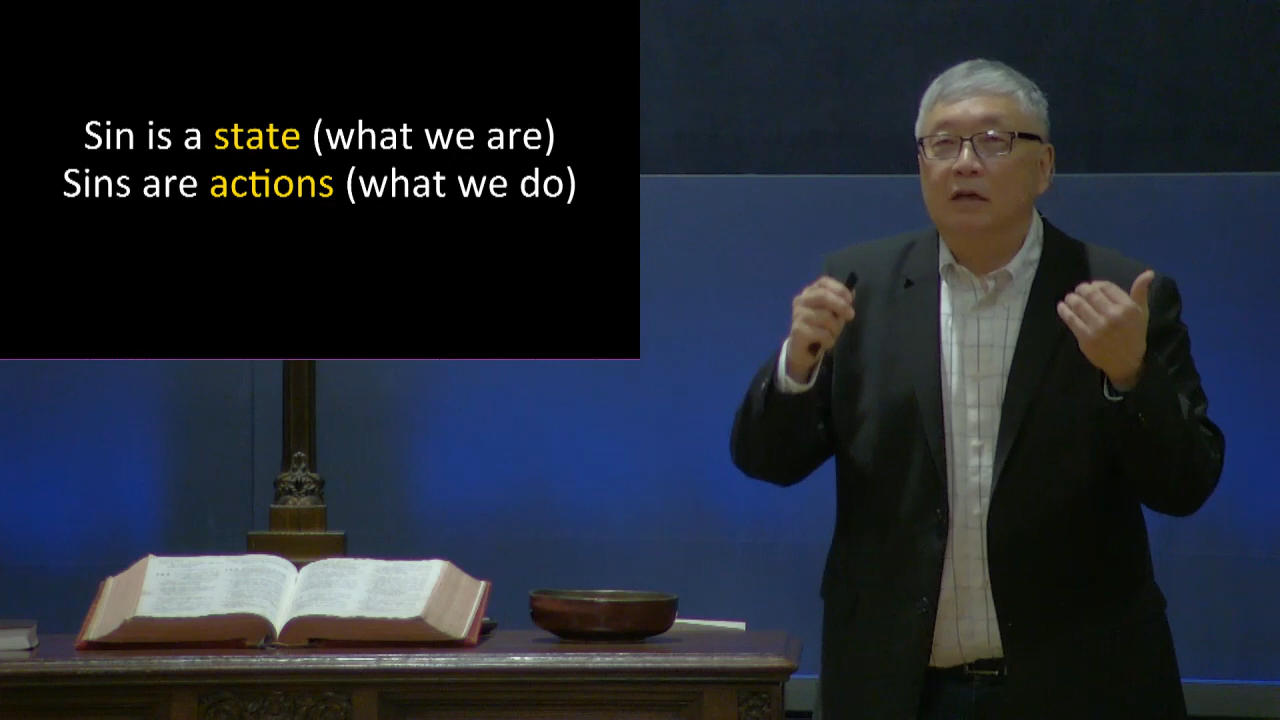 Sin is a state (what we are)
Sins are actions (what we do)